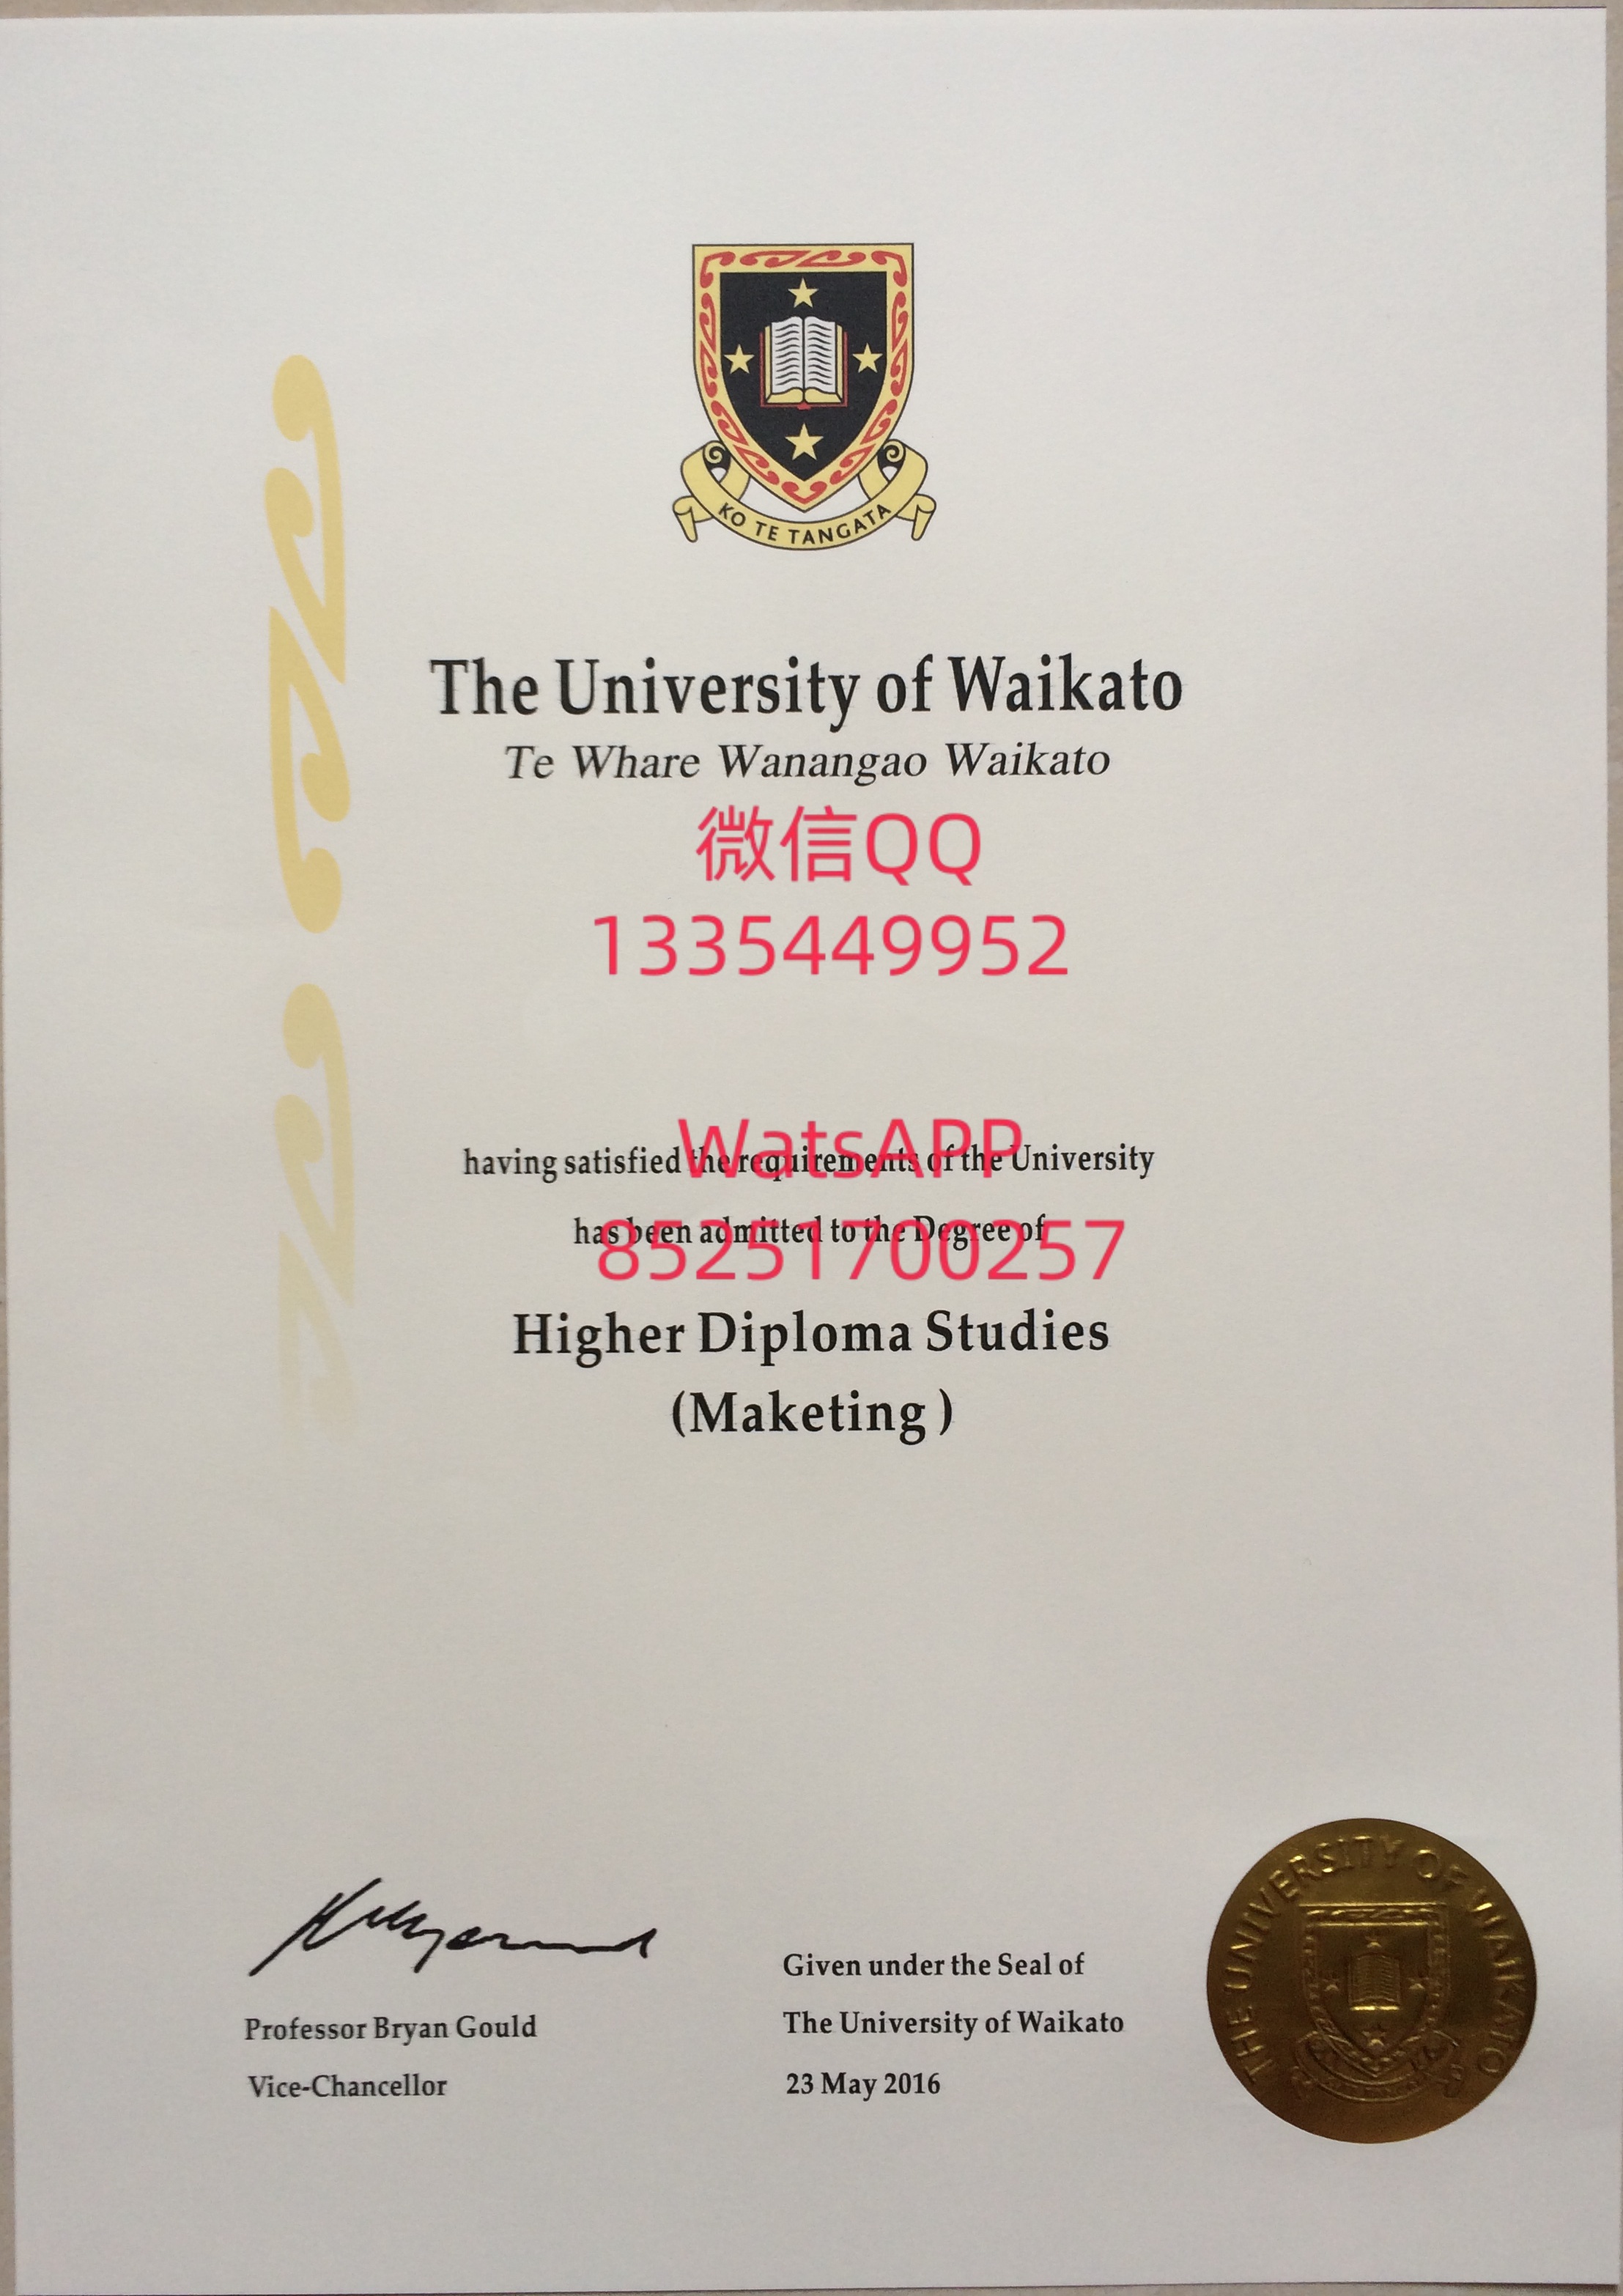 KO TE TANGATA
The University of Waikato
Te Whare Wanangao Waikato
微信QQ
1335449952
WatsAPP
having satisfied the requirements of the University
has been admitted to the Degree of
85251700257
Higher Diploma Studies
(Maketing )
Professor Bryan Gould
Vice-Chancellor
Given under the Seal of
The University of Waikato
23 May 2016
THE UNIVERSITY OF WAIKATO